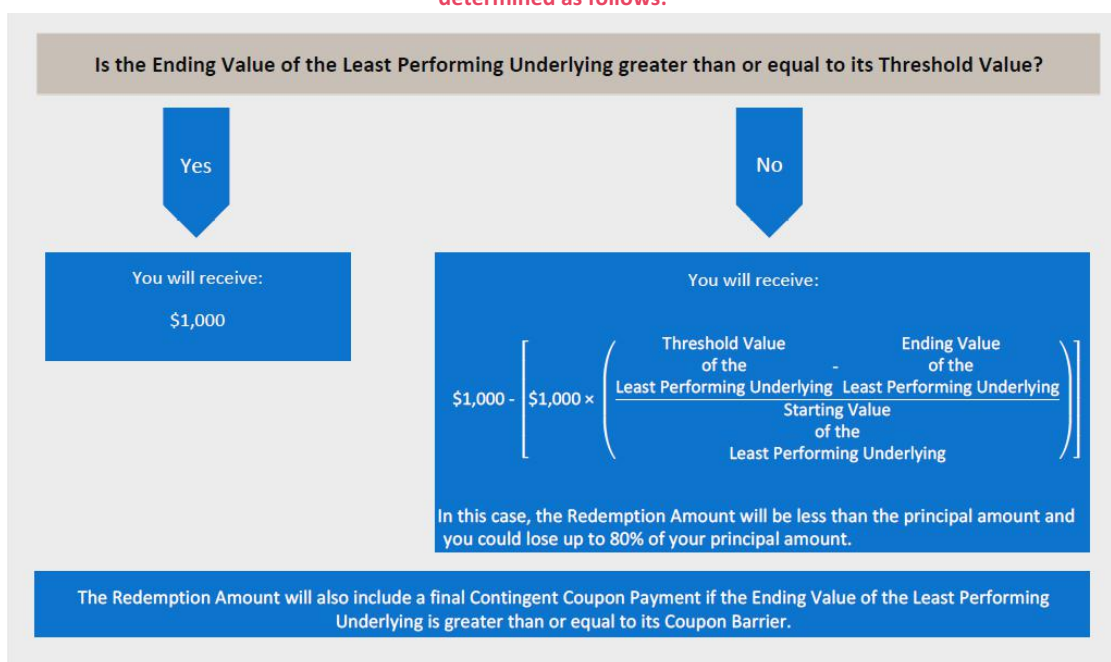 determined as follows:
Is the Ending Value of the Least Performing Underlying greater than or equal to its Threshold Value?
Yes
No
You will receive:
$1,000
You will receive:
Threshold Value Ending Value
of the - of the
Least Performing Underlying Least Performing Underlying
$1,000 - [ $1,000 × ( ) ]
Starting Value
of the
Least Performing Underlying
In this case, the Redemption Amount will be less than the principal amount and
you could lose up to 80% of your principal amount.
The Redemption Amount will also include a final Contingent Coupon Payment if the Ending Value of the Least Performing
Underlying is greater than or equal to its Coupon Barrier.